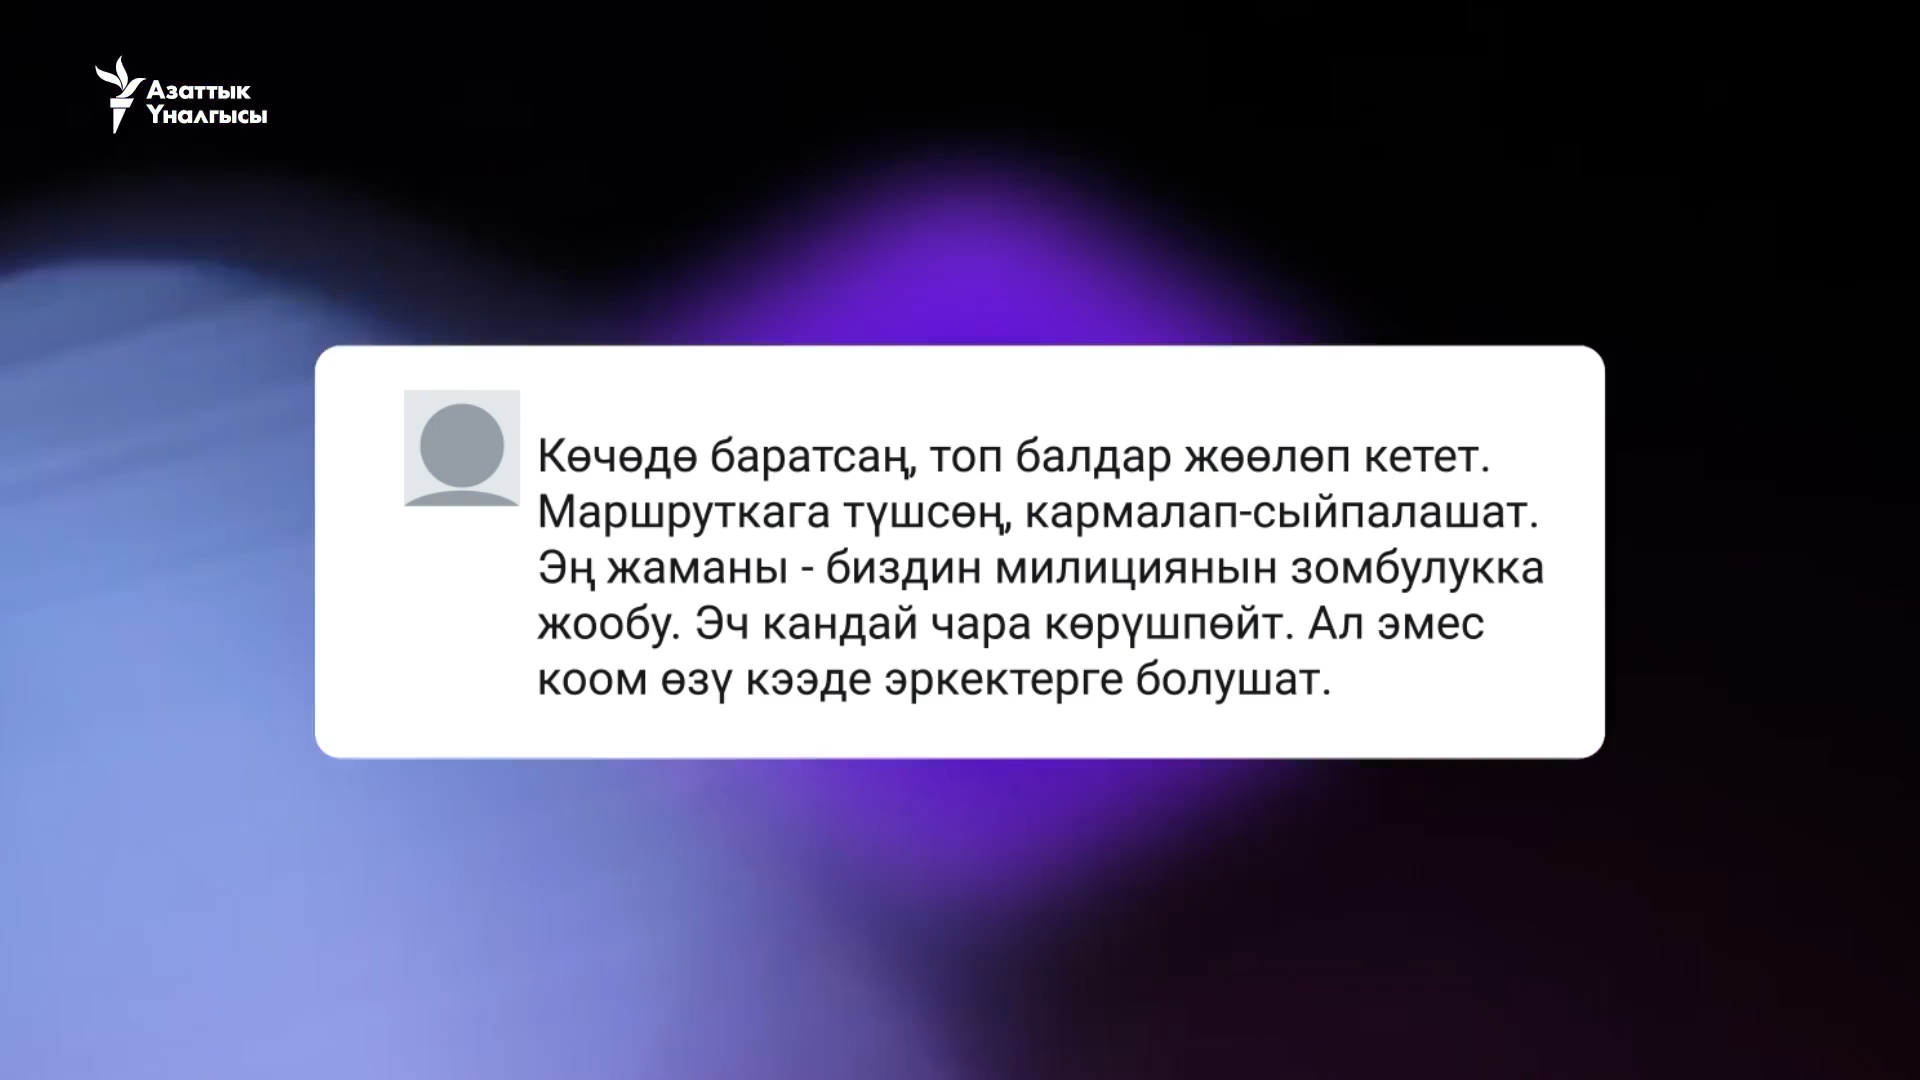 Азаттык
Үналгысы
Көчөдө баратсаң, топ балдар жөөлөп кетет.
Маршруткага түшсөң, кармалап-сыйпалашат.
Эң жаманы - биздин милициянын зомбулукка
жообу. Эч кандай чара көрүшпөйт. Ал эмес
коом өзү кээде эркектерге болушат.